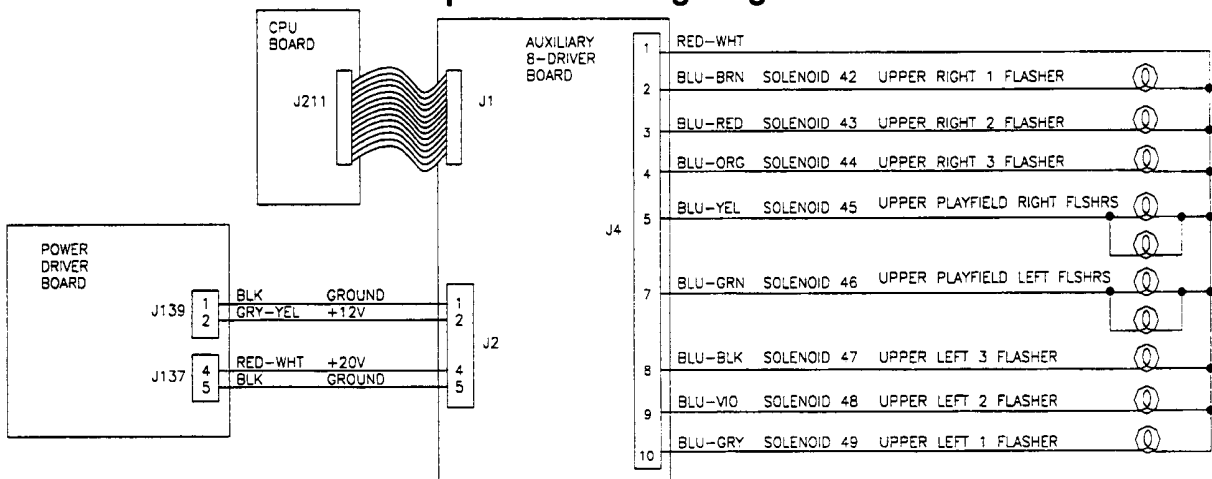 CPU
BOARD
J211
J1
AUXILIARY
8-DRIVER
BOARD
J4
1 RED-WHT
2 BLU-BRN SOLENOID 42 UPPER RIGHT 1 FLASHER
3 BLU-RED SOLENOID 43 UPPER RIGHT 2 FLASHER
4 BLU-ORG SOLENOID 44 UPPER RIGHT 3 FLASHER
5 BLU-YEL SOLENOID 45 UPPER PLAYFIELD RIGHT FLSHRS
7 BLU-GRN SOLENOID 46 UPPER PLAYFIELD LEFT FLSHRS
8 BLU-BLK SOLENOID 47 UPPER LEFT 3 FLASHER
9 BLU-VIO SOLENOID 48 UPPER LEFT 2 FLASHER
10 BLU-GRY SOLENOID 49 UPPER LEFT 1 FLASHER
POWER
DRIVER
BOARD
J139
1 BLK GROUND 1
2 GRY-YEL +12V 2
J2
J137
4 RED-WHT +20V 4
5 BLK GROUND 5